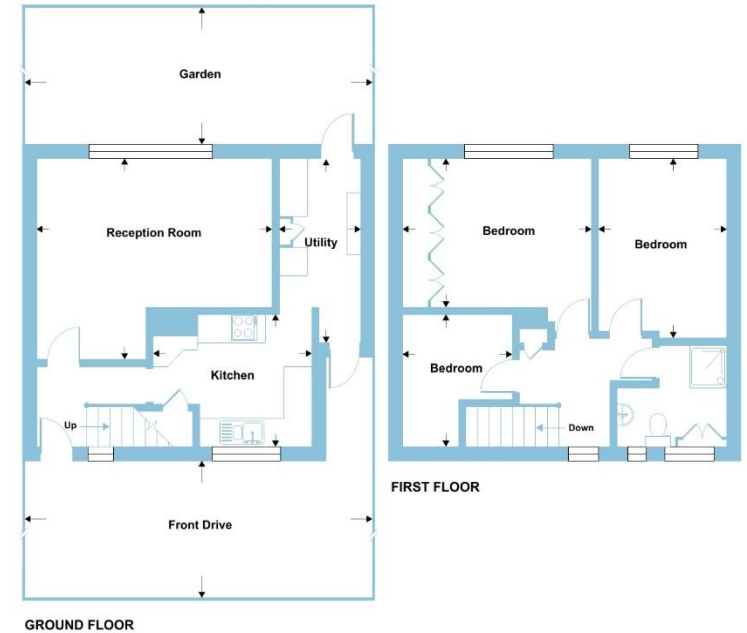 Garden
Reception Room
Utility
Kitchen
Up
Front Drive
GROUND FLOOR
Bedroom
Bedroom
Bedroom
Down
FIRST FLOOR